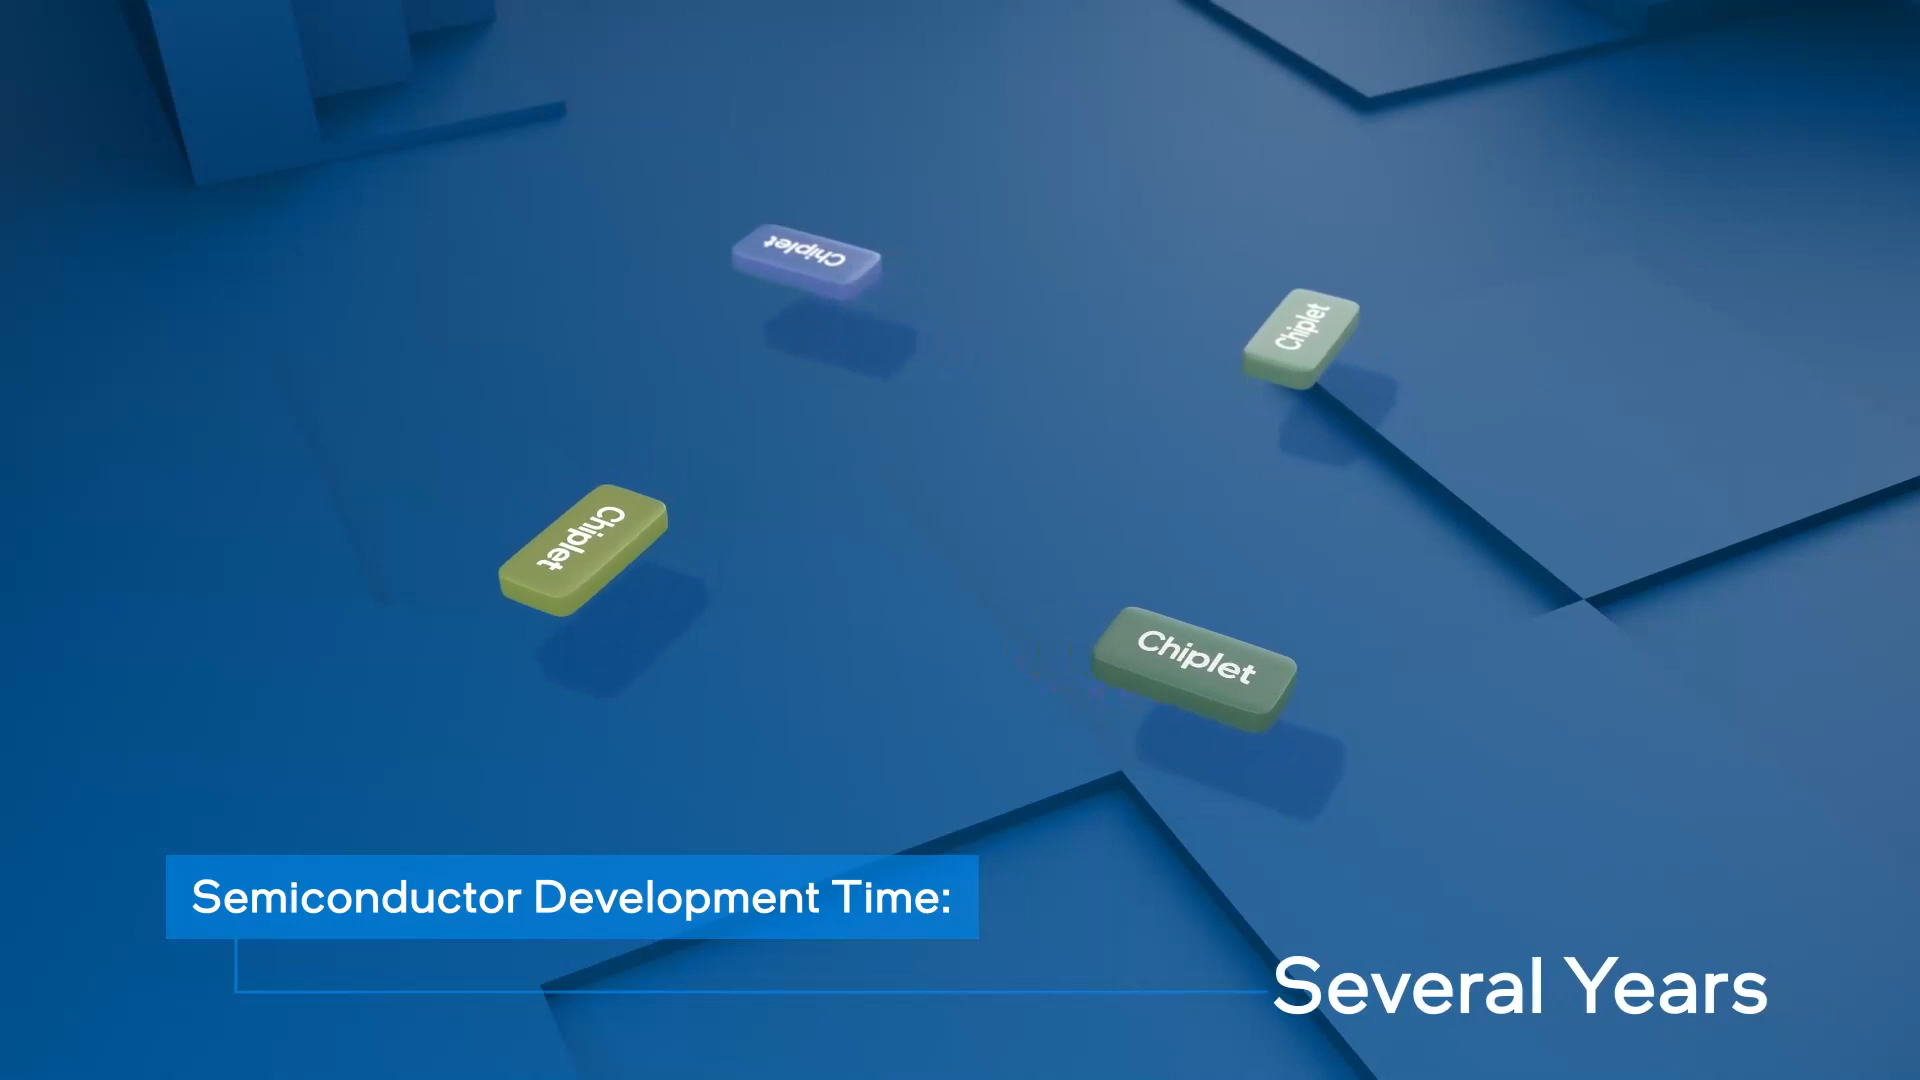 Chiplet
Chiplet
Chiplet
Chiplet
Semiconductor Development Time:
Several Years